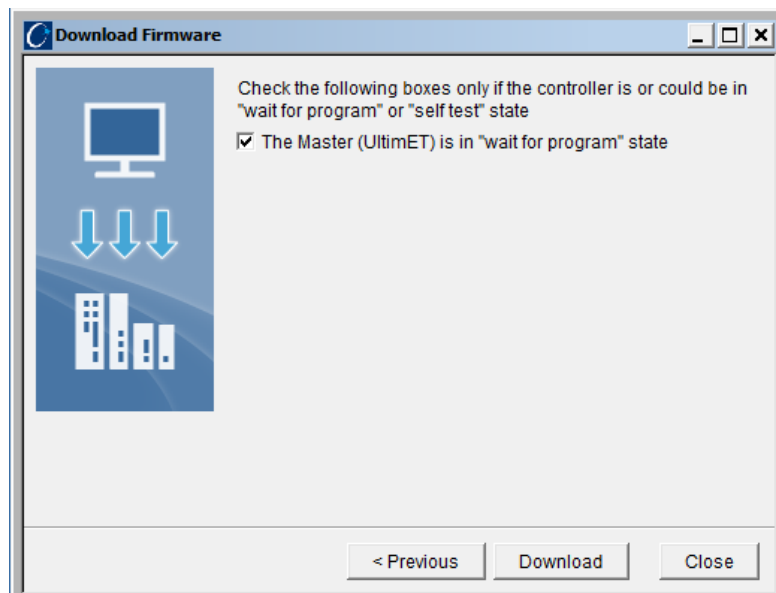 Download Firmware
Check the following boxes only if the controller is or could be in
"wait for program" or "self test" state
The Master (UltimET) is in "wait for program" state
< Previous
Download
Close